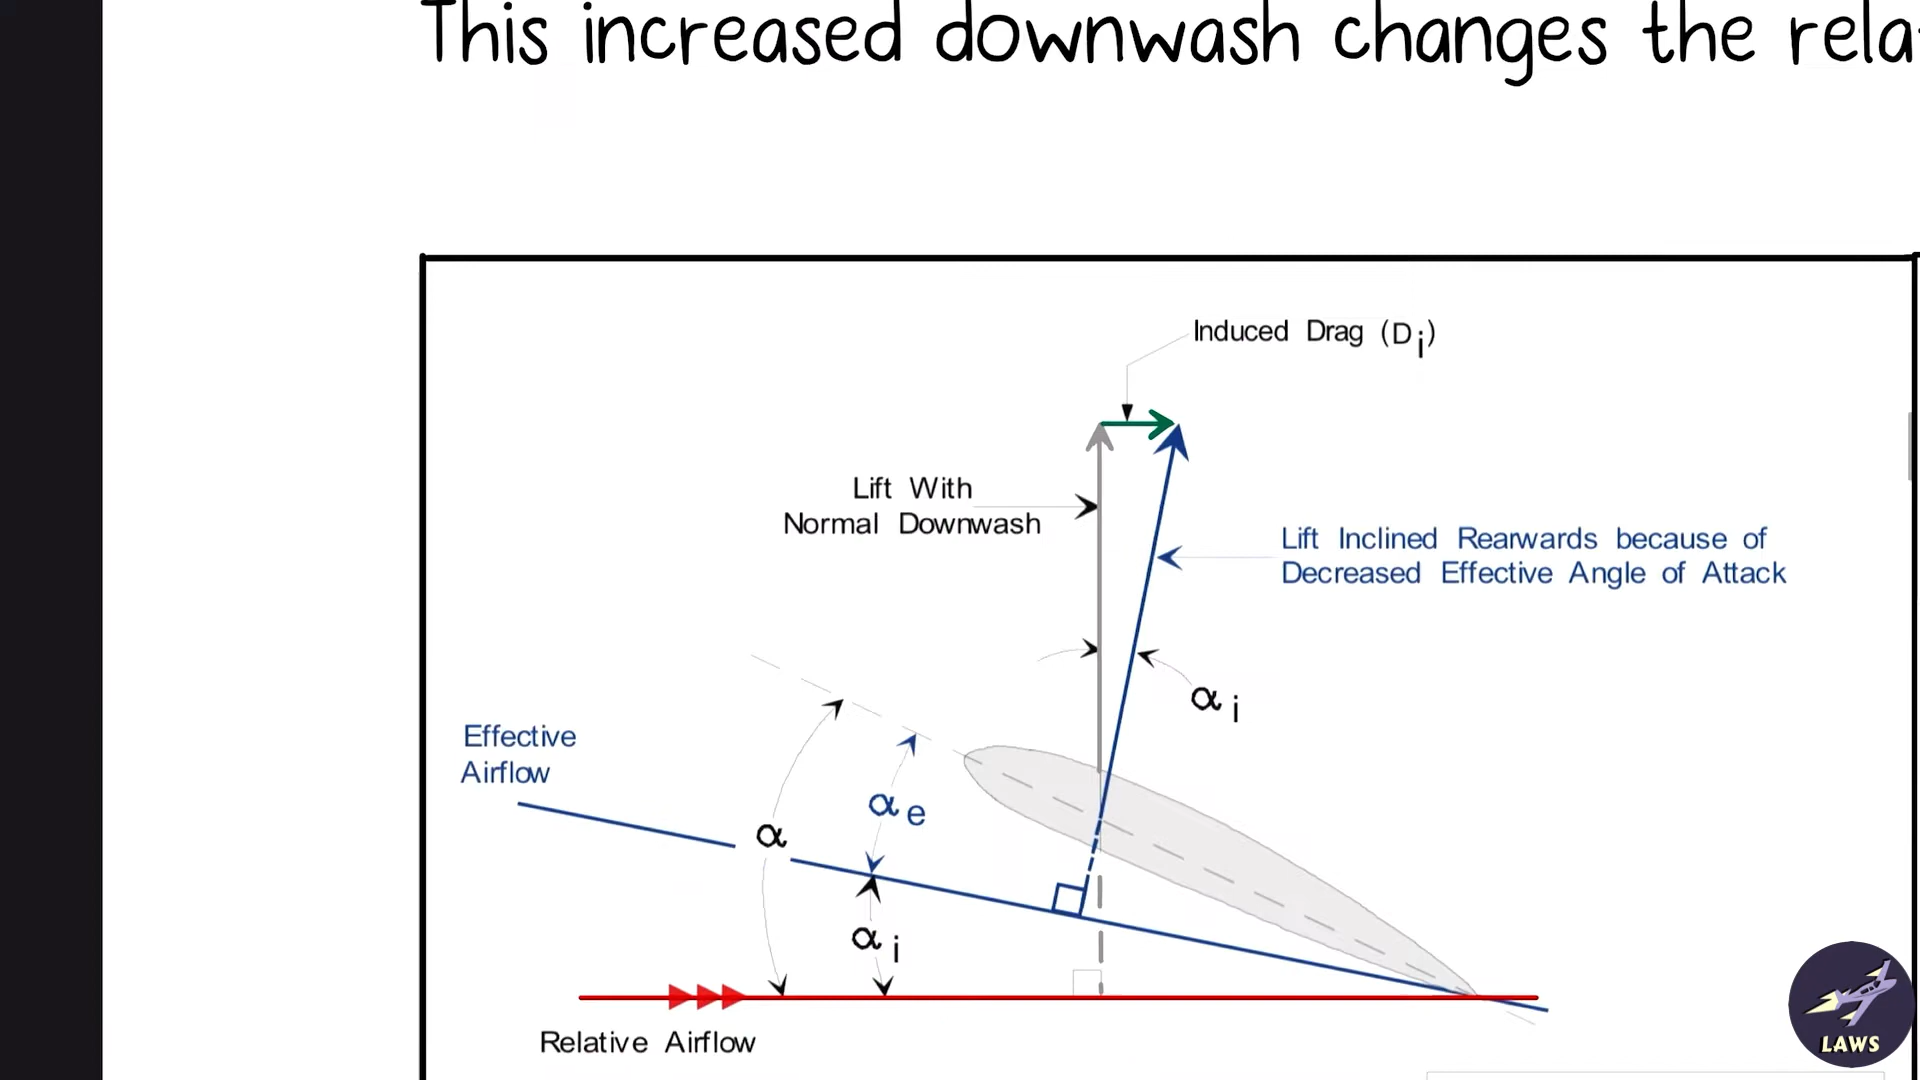 This increased downwash changes the rela
Induced Drag (D i)
Lift With
Normal Downwash
Lift Inclined Rearwards because of
Decreased Effective Angle of Attack
α i
Effective
Airflow
α e
α
α i
Relative Airflow
LAWS